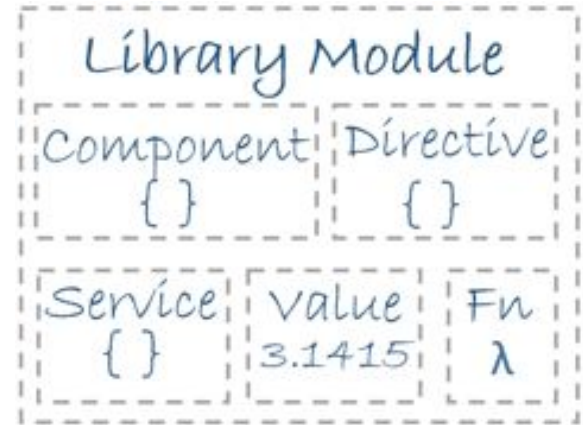 Library Module
Component Directive
{ } { }
Service Value Fn
{ } 3.1415 λ